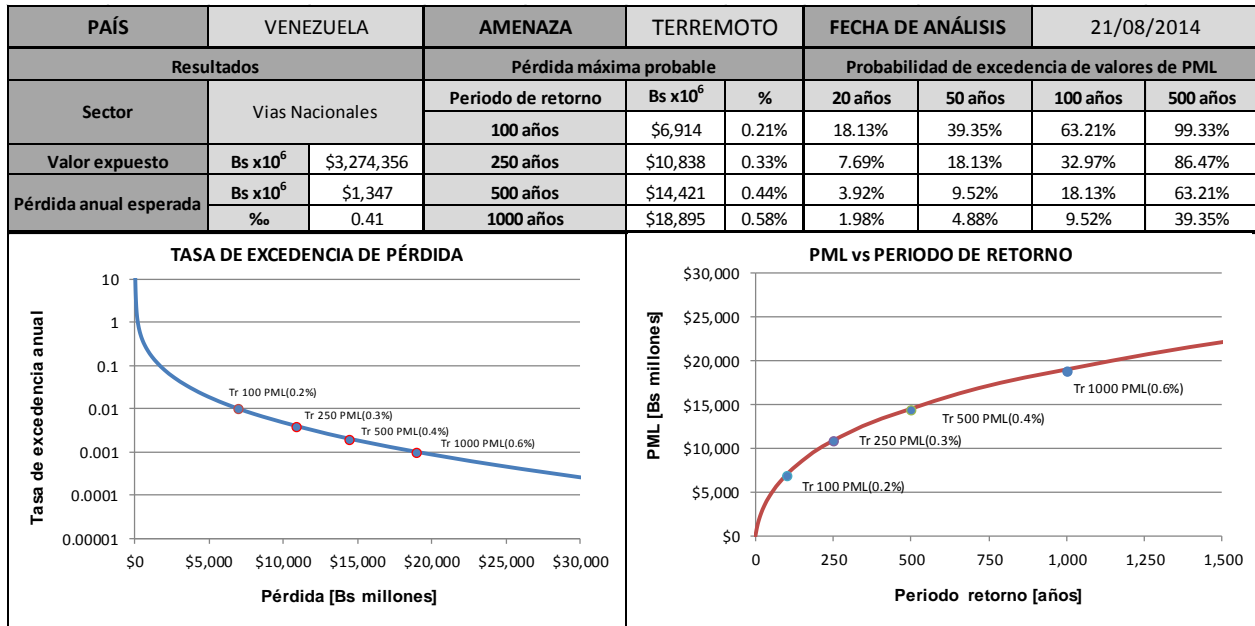 PAÍS VENEZUELA AMENAZA TERREMOTO FECHA DE ANÁLISIS 21/08/2014
Resultados Pérdida máxima probable Probabilidad de excedencia de valores de PML
Sector Vias Nacionales Periodo de retorno Bs x10⁶ % 20 años 50 años 100 años 500 años
100 años $6,914 0.21% 18.13% 39.35% 63.21% 99.33%
Valor expuesto Bs x10⁶ $3,274,356 250 años $10,838 0.33% 7.69% 18.13% 32.97% 86.47%
Pérdida anual esperada Bs x10⁶ $1,347 500 años $14,421 0.44% 3.92% 9.52% 18.13% 63.21%
‰ 0.41 1000 años $18,895 0.58% 1.98% 4.88% 9.52% 39.35%
TASA DE EXCEDENCIA DE PÉRDIDA
Tasa de excedencia anual
10
1
0.1
0.01
0.001
0.0001
0.00001
Tr 100 PML(0.2%)
Tr 250 PML(0.3%)
Tr 500 PML(0.4%)
Tr 1000 PML(0.6%)
$0 $5,000 $10,000 $15,000 $20,000 $25,000 $30,000
Pérdida [Bs millones]
PML vs PERIODO DE RETORNO
PML [Bs millones]
$30,000
$25,000
$20,000
$15,000
$10,000
$5,000
$0
Tr 1000 PML(0.6%)
Tr 500 PML(0.4%)
Tr 250 PML(0.3%)
Tr 100 PML(0.2%)
0 250 500 750 1,000 1,250 1,500
Periodo retorno [años]